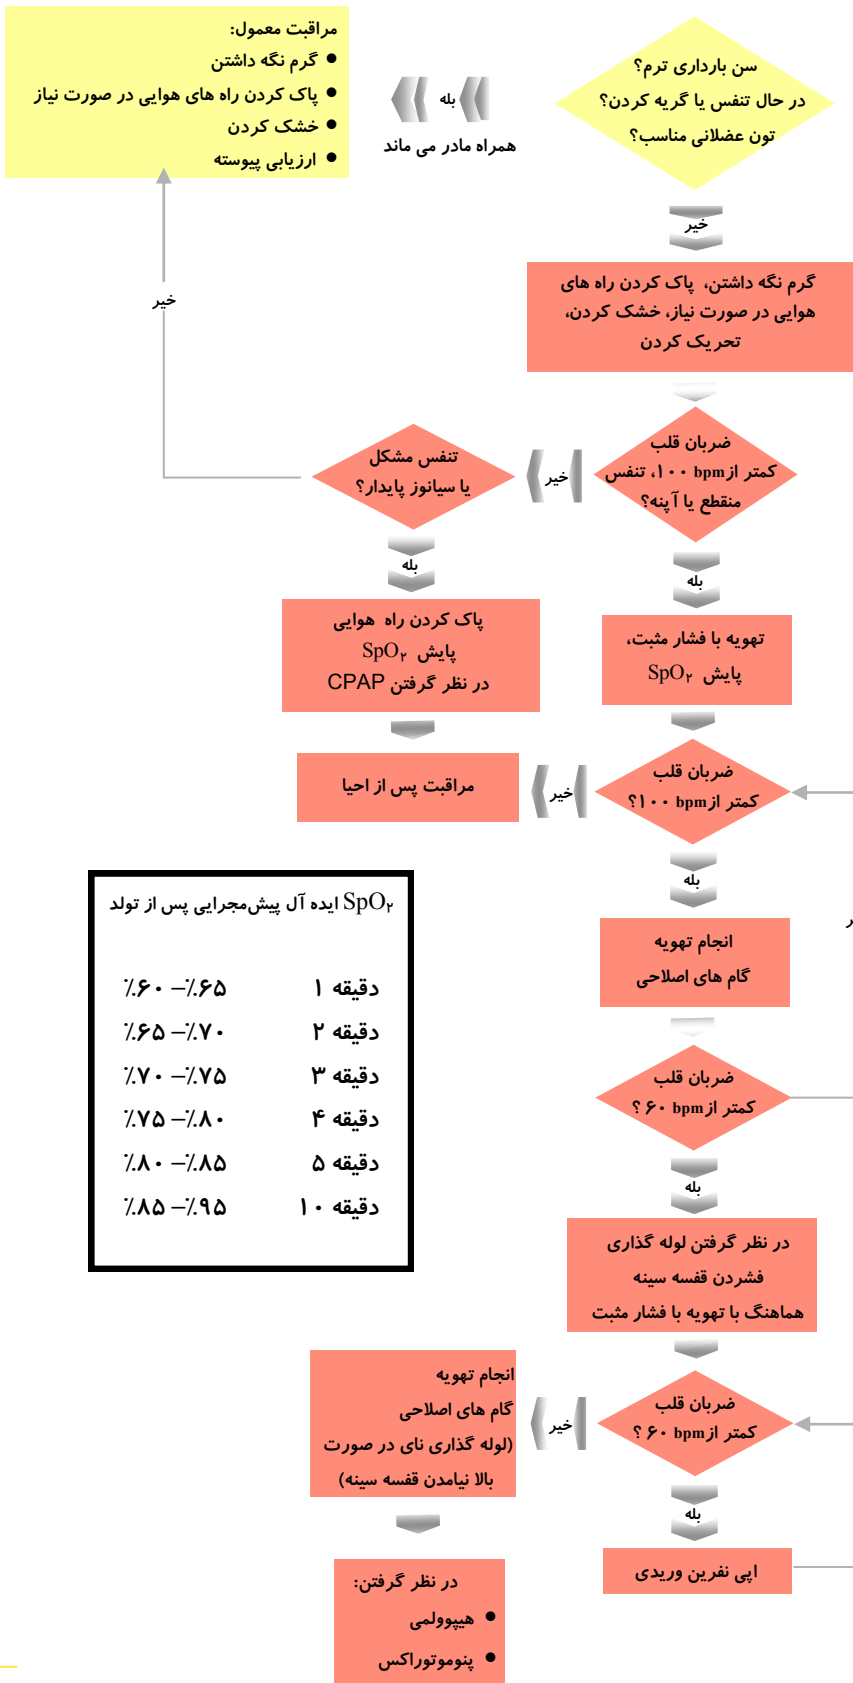 سن بارداری ترم؟
در حال تنفس یا گریه کردن؟
تون عضلانی مناسب؟
بله
همراه مادر می ماند
مراقبت معمول:
● گرم نگه داشتن
● پاک کردن راه های هوایی در صورت نیاز
● خشک کردن
● ارزیابی پیوسته
خیر
گرم نگه داشتن، پاک کردن راه های
هوایی در صورت نیاز، خشک کردن،
تحریک کردن
خیر
ضربان قلب
کمتر از ۱۰۰ bpm، تنفس
منقطع یا آپنه؟
خیر
تنفس مشکل
یا سیانوز پایدار؟
بله
بله
پاک کردن راه هوایی
پایش SpO₂
در نظر گرفتن CPAP
تهویه با فشار مثبت،
پایش SpO₂
ضربان قلب
کمتر از ۱۰۰ bpm؟
خیر
مراقبت پس از احیا
بله
SpO₂ ایده آل پیش‌مجرایی پس از تولد
دقیقه ۱ ۶۵٪– ۶۰٪
دقیقه ۲ ۷۰٪– ۶۵٪
دقیقه ۳ ۷۵٪– ۷۰٪
دقیقه ۴ ۸۰٪– ۷۵٪
دقیقه ۵ ۸۵٪– ۸۰٪
دقیقه ۱۰ ۹۵٪– ۸۵٪
انجام تهویه
گام های اصلاحی
ضربان قلب
کمتر از ۶۰ bpm ؟
بله
در نظر گرفتن لوله گذاری
فشردن قفسه سینه
هماهنگ با تهویه با فشار مثبت
ضربان قلب
کمتر از ۶۰ bpm ؟
خیر
انجام تهویه
گام های اصلاحی
(لوله گذاری نای در صورت
بالا نیامدن قفسه سینه)
بله
اپی نفرین وریدی
در نظر گرفتن:
● هیپوولمی
● پنوموتوراکس